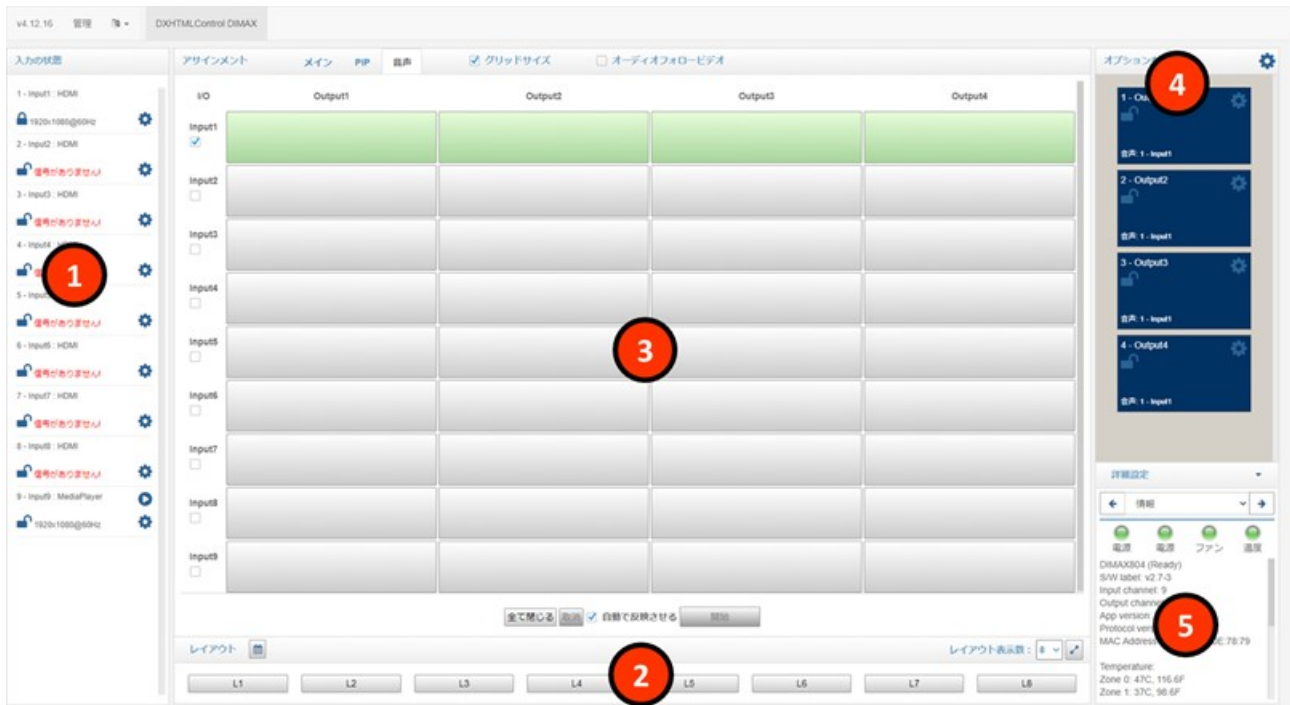 v4.12.16 管理 DXHTMLControl DIMAX
入力の状態
1 - Input1 : HDMI
1920x1080@60Hz
2 - Input2 : HDMI
信号がありません!
3 - Input3 : HDMI
信号がありません!
4 - Input4 : HDMI
1
5 -
信号がありません!
6 - Input6 : HDMI
信号がありません!
7 - Input7 : HDMI
信号がありません!
8 - Input8 : HDMI
信号がありません!
9 - Input9 : MediaPlayer
1920x1080@60Hz
アサインメント メイン PIP 音声 グリッドサイズ オーディオフォロービデオ
I/O Output1 Output2 Output3 Output4
Input1
Input2
Input3
Input4
Input5
3
Input6
Input7
Input8
Input9
全て閉じる 取消 自動で反映させる 開始
レイアウト レイアウト表示数 : 8
L1 L2 L3 L4 2 L5 L6 L7 L8
オプション
4
1 -
音声: 1 - Input1
2 - Output2
音声: 1 - Input1
3 - Output3
音声: 1 - Input1
4 - Output4
音声: 1 - Input1
詳細設定
情報
電源 電源 ファン 温度
DIMAX804 (Ready)
S/W label: v2.7-3
Input channel: 9
Output
App version
Protocol
5
MAC Address :78:79
Temperature:
Zone 0: 47C, 116.6F
Zone 1: 37C, 98.6F